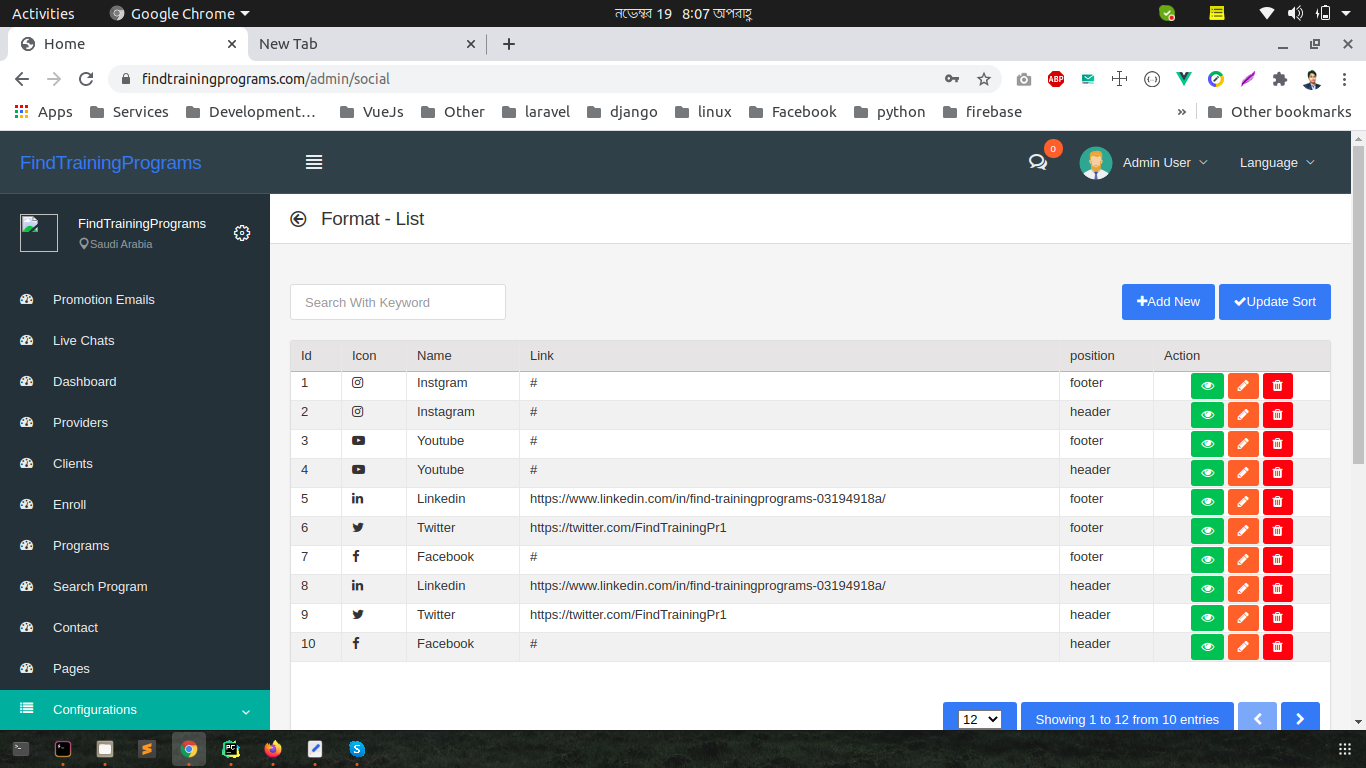 Activities Google Chrome নভেম্বর 19 8:07 অপরাহ্ণ
Home New Tab
findtrainingprograms.com/admin/social ABP
Apps Services Development… VueJs Other laravel django linux Facebook python firebase » Other bookmarks
FindTrainingPrograms 0 Admin User Language
FindTrainingPrograms
Saudi Arabia
Format - List
Promotion Emails
Live Chats
Dashboard
Providers
Clients
Enroll
Programs
Search Program
Contact
Pages
Configurations
Search With Keyword Add New Update Sort
Id Icon Name Link position Action
1 Instgram # footer
2 Instagram # header
3 Youtube # footer
4 Youtube # header
5 Linkedin https://www.linkedin.com/in/find-trainingprograms-03194918a/ footer
6 Twitter https://twitter.com/FindTrainingPr1 footer
7 Facebook # footer
8 Linkedin https://www.linkedin.com/in/find-trainingprograms-03194918a/ header
9 Twitter https://twitter.com/FindTrainingPr1 header
10 Facebook # header
12 Showing 1 to 12 from 10 entries